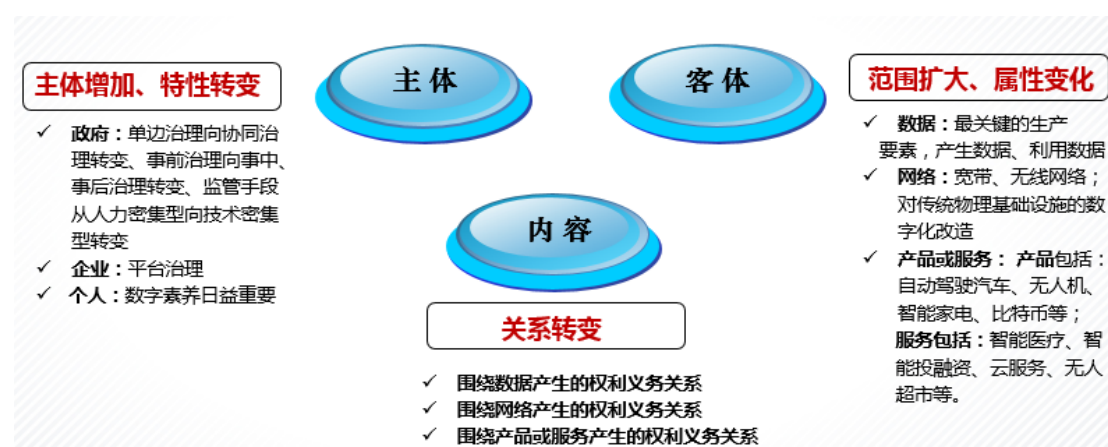 主体增加、特性转变
✓ 政府：单边治理向协同治
理转变、事前治理向事中、
事后治理转变、监管手段
从人力密集型向技术密集
型转变
✓ 企业：平台治理
✓ 个人：数字素养日益重要
主体
客体
内容
关系转变
✓ 围绕数据产生的权利义务关系
✓ 围绕网络产生的权利义务关系
✓ 围绕产品或服务产生的权利义务关系
范围扩大、属性变化
✓ 数据：最关键的生产
要素，产生数据、利用数据
✓ 网络：宽带、无线网络；
对传统物理基础设施的数
字化改造
✓ 产品或服务：产品包括：
自动驾驶汽车、无人机、
智能家电、比特币等；
服务包括：智能医疗、智
能投融资、云服务、无人
超市等。